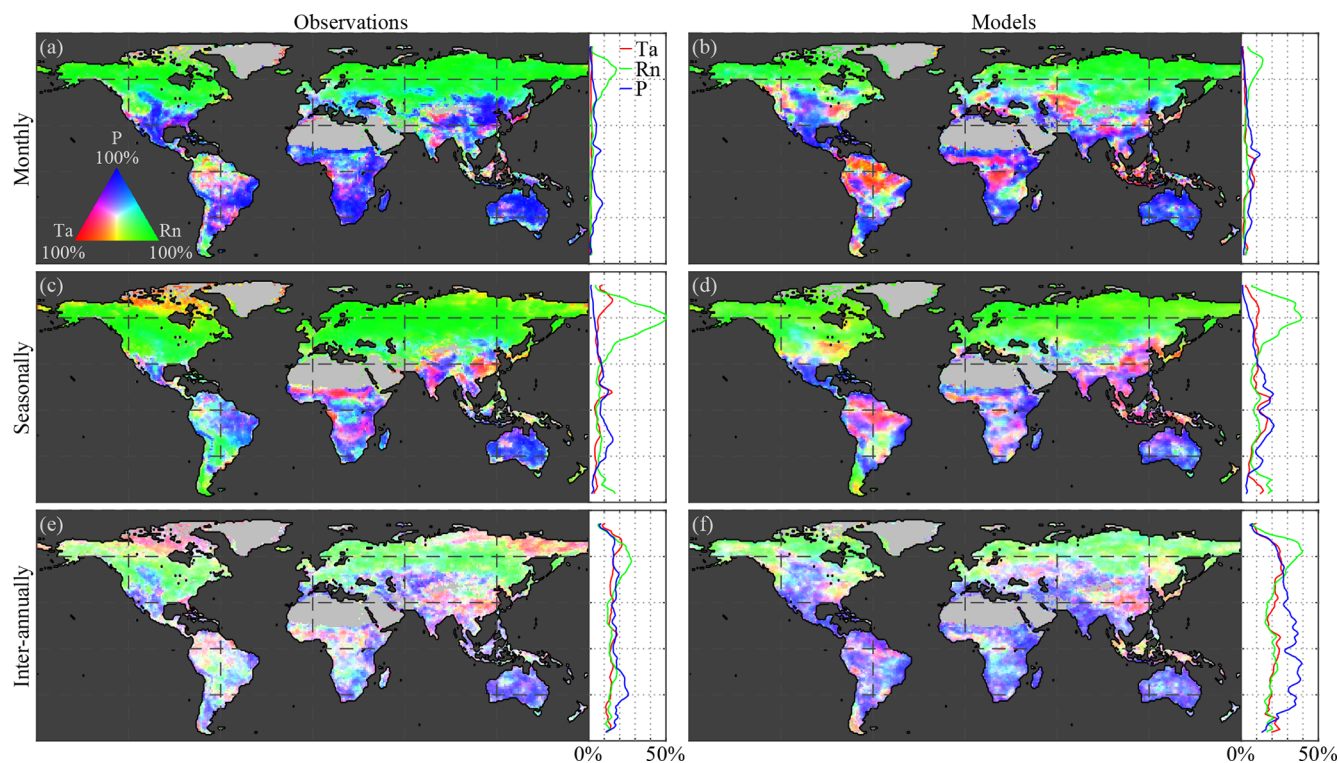 Observations
Models
Monthly
(a)
Ta
Rn
P
P
100%
Ta
Rn
100%
100%
(b)
Seasonally
(c)
(d)
Inter-annually
(e)
(f)
0%
50%
0%
50%